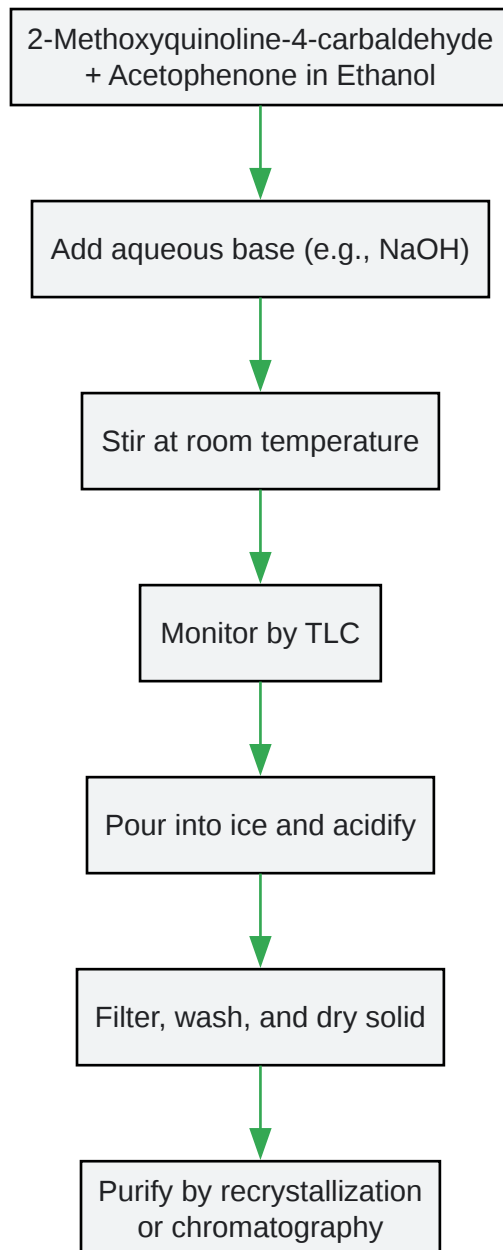 2-Methoxyquinoline-4-carbaldehyde
+ Acetophenone in Ethanol
Add aqueous base (e.g., NaOH)
Stir at room temperature
Monitor by TLC
Pour into ice and acidify
Filter, wash, and dry solid
Purify by recrystallization
or chromatography